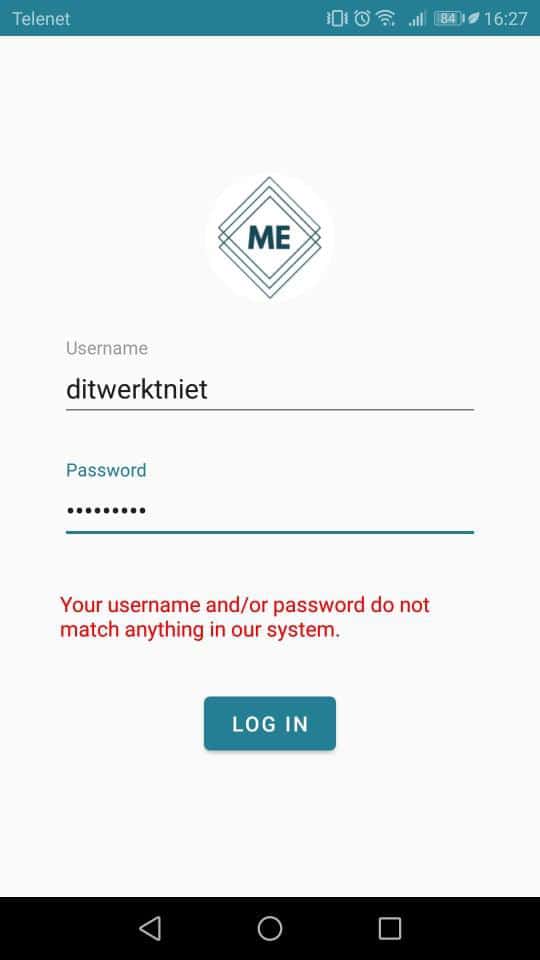 Telenet 84 16:27
ME
Username
ditwerktniet
Password
•••••••••
Your username and/or password do not
match anything in our system.
LOG IN